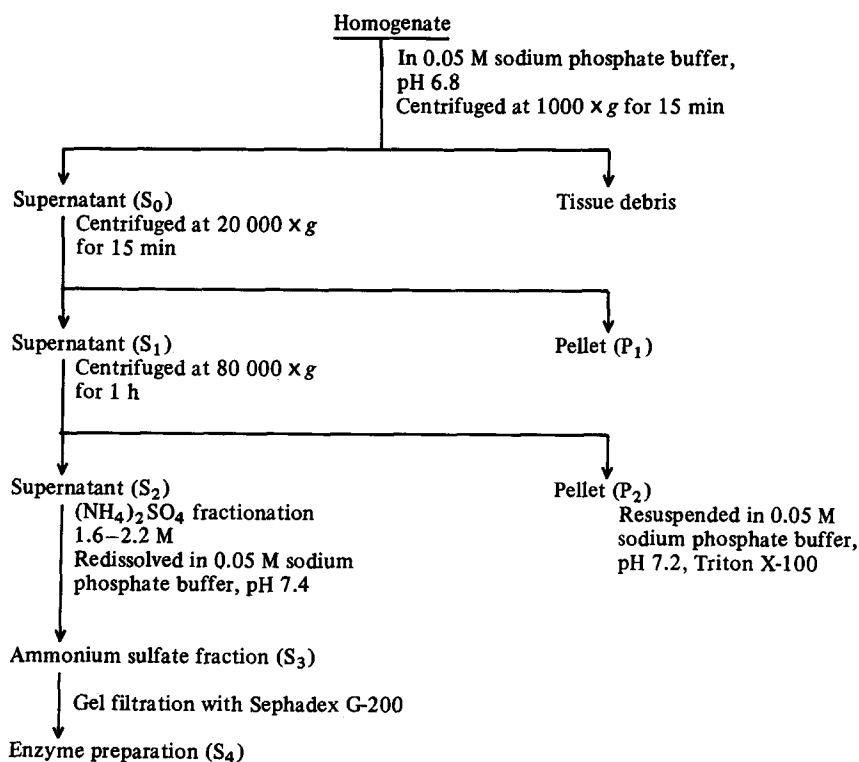 Homogenate
In 0.05 M sodium phosphate buffer,
pH 6.8
Centrifuged at 1000 × g for 15 min
Supernatant (S₀)
Tissue debris
Centrifuged at 20 000 × g
for 15 min
Supernatant (S₁)
Pellet (P₁)
Centrifuged at 80 000 × g
for 1 h
Supernatant (S₂)
Pellet (P₂)
(NH₄)₂SO₄ fractionation
1.6–2.2 M
Redissolved in 0.05 M sodium
phosphate buffer, pH 7.4
Resuspended in 0.05 M
sodium phosphate buffer,
pH 7.2, Triton X-100
Ammonium sulfate fraction (S₃)
Gel filtration with Sephadex G-200
Enzyme preparation (S₄)